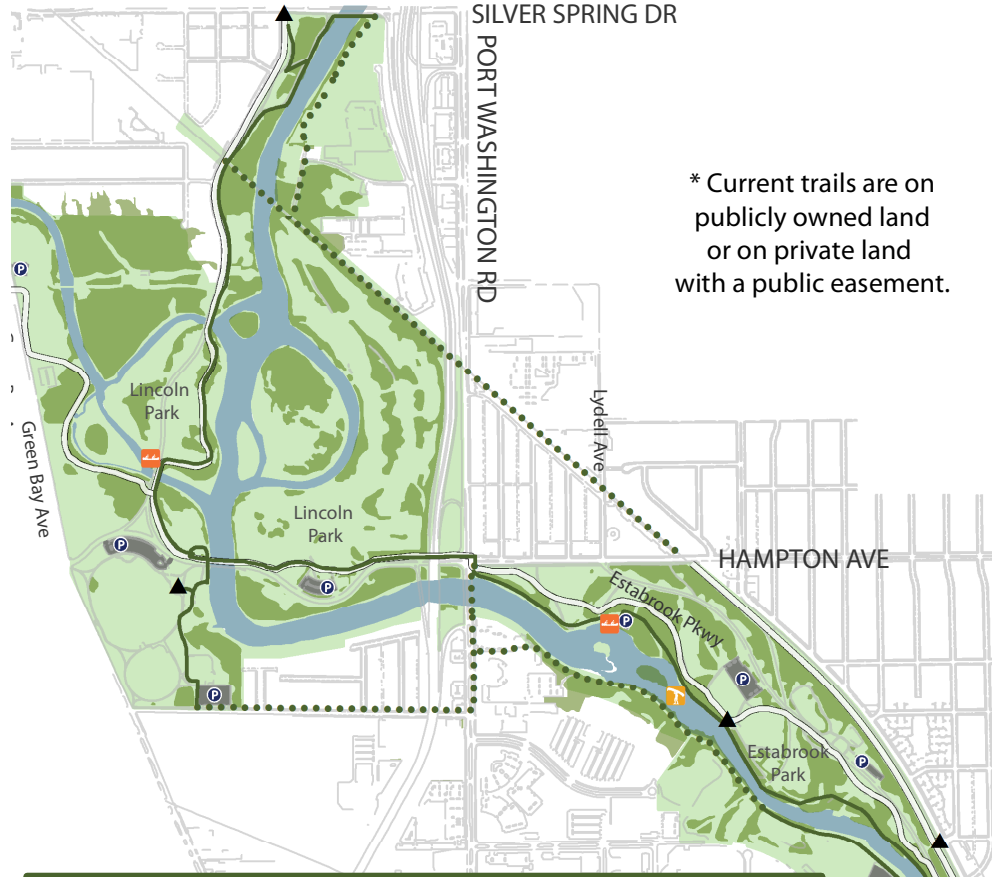 SILVER SPRING DR
PORT WASHINGTON RD
* Current trails are on
publicly owned land
or on private land
with a public easement.
P
Lincoln
Park
Lydell Ave
Green Bay Ave
Lincoln
Park
P
HAMPTON AVE
P
Estabrook Pkwy
P
P
P
Estabrook
Park
P